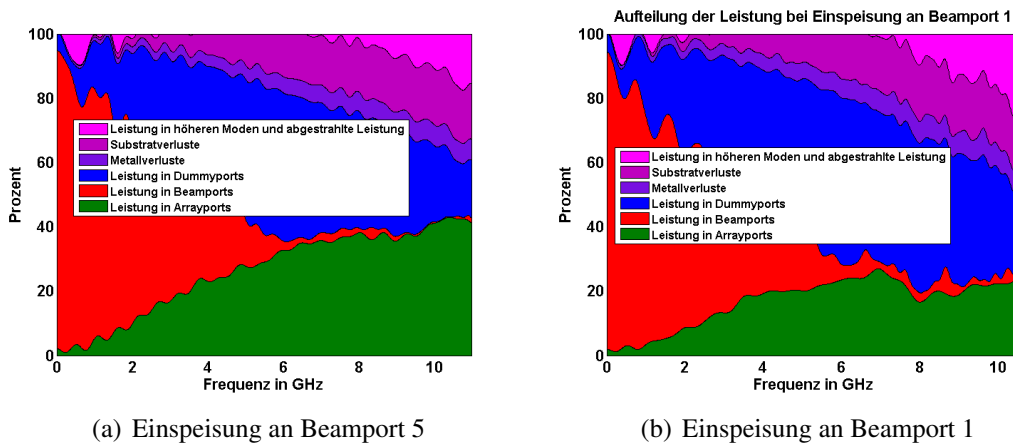 100
80
60
40
20
0
Prozent
Leistung in höheren Moden und abgestrahlte Leistung
Substratverluste
Metallverluste
Leistung in Dummyports
Leistung in Beamports
Leistung in Arrayports
0 2 4 6 8 10
Frequenz in GHz
(a) Einspeisung an Beamport 5
Aufteilung der Leistung bei Einspeisung an Beamport 1
100
80
60
40
20
0
Prozent
Leistung in höheren Moden und abgestrahlte Leistung
Substratverluste
Metallverluste
Leistung in Dummyports
Leistung in Beamports
Leistung in Arrayports
0 2 4 6 8 10
Frequenz in GHz
(b) Einspeisung an Beamport 1